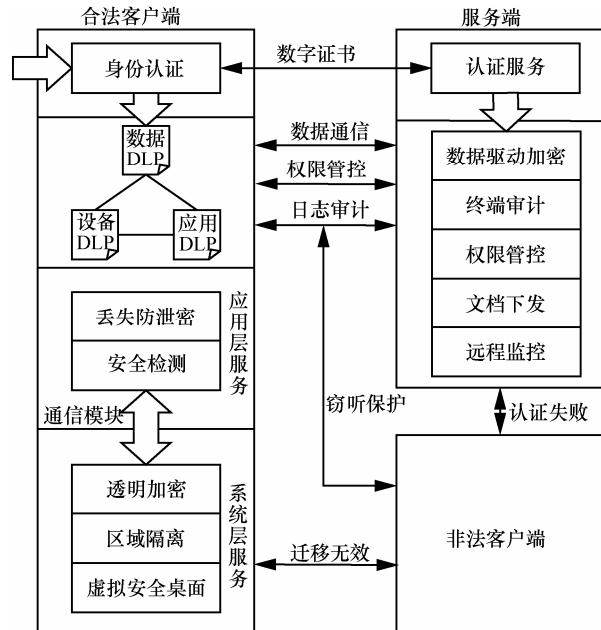 合法客户端
服务端
身份认证
数字证书
认证服务
数据
DLP
数据通信
权限管控
日志审计
设备
DLP
应用
DLP
数据驱动加密
终端审计
权限管控
文档下发
远程监控
丢失防泄密
安全检测
应用层服务
通信模块
窃听保护
认证失败
透明加密
区域隔离
虚拟安全桌面
系统层服务
迁移无效
非法客户端